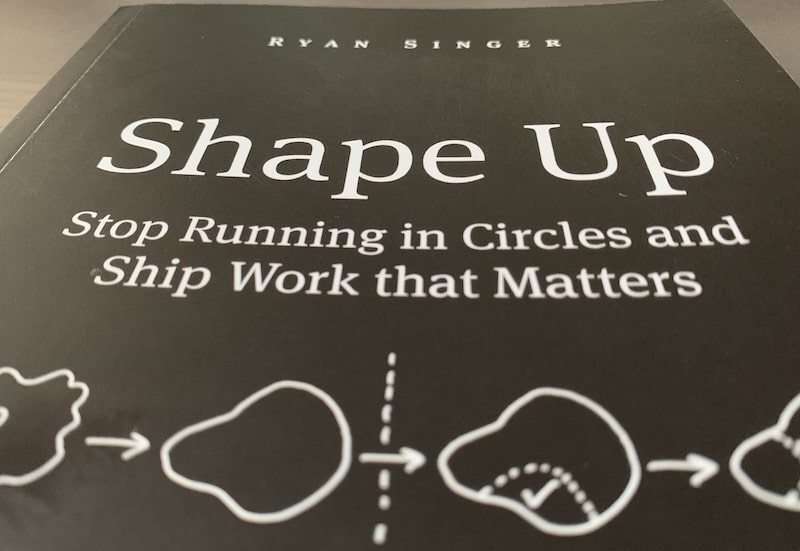 RYAN SINGER
Shape Up
Stop Running in Circles and
Ship Work that Matters